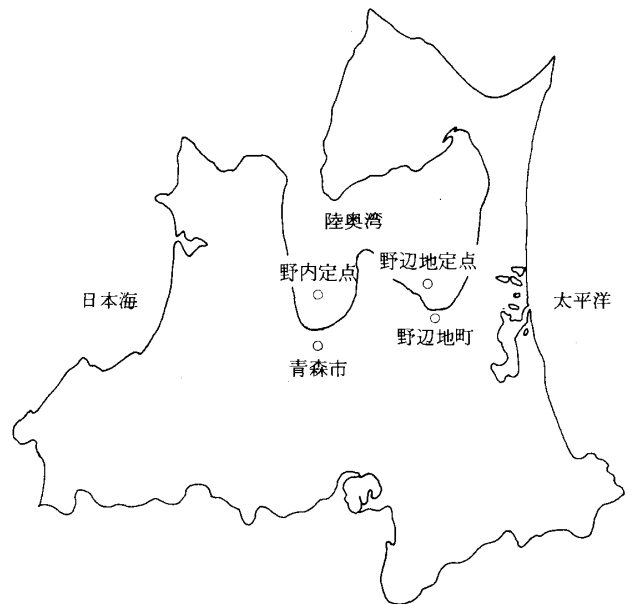 陸奥湾
野内定点
野辺地定点
日本海
太平洋
野辺地町
青森市